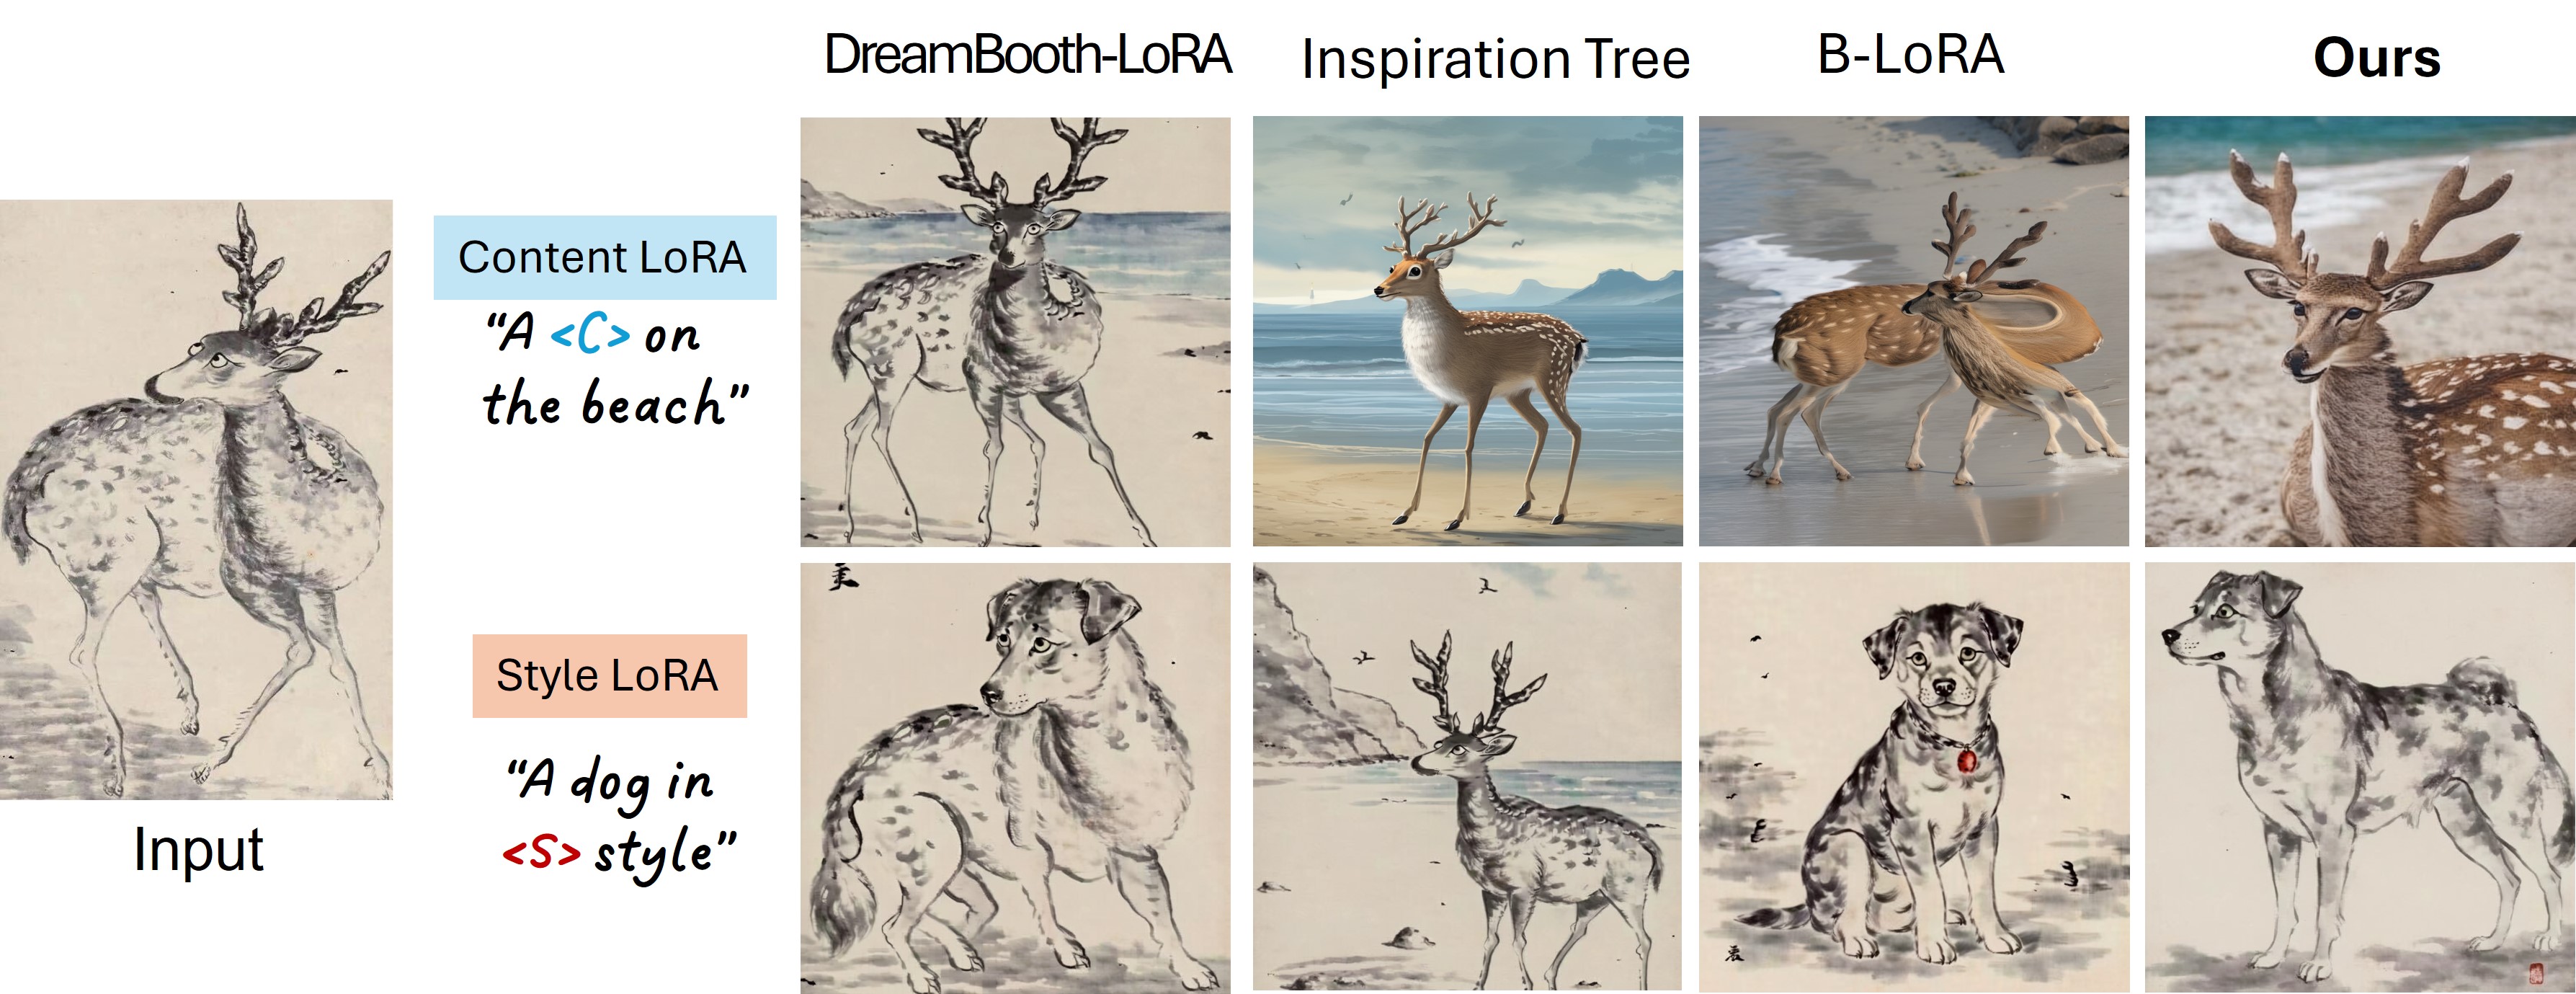 DreamBooth-LoRA
Inspiration Tree
B-LoRA
Ours
Content LoRA
“A <C> on
the beach”
Style LoRA
“A dog in
<S> style”
Input